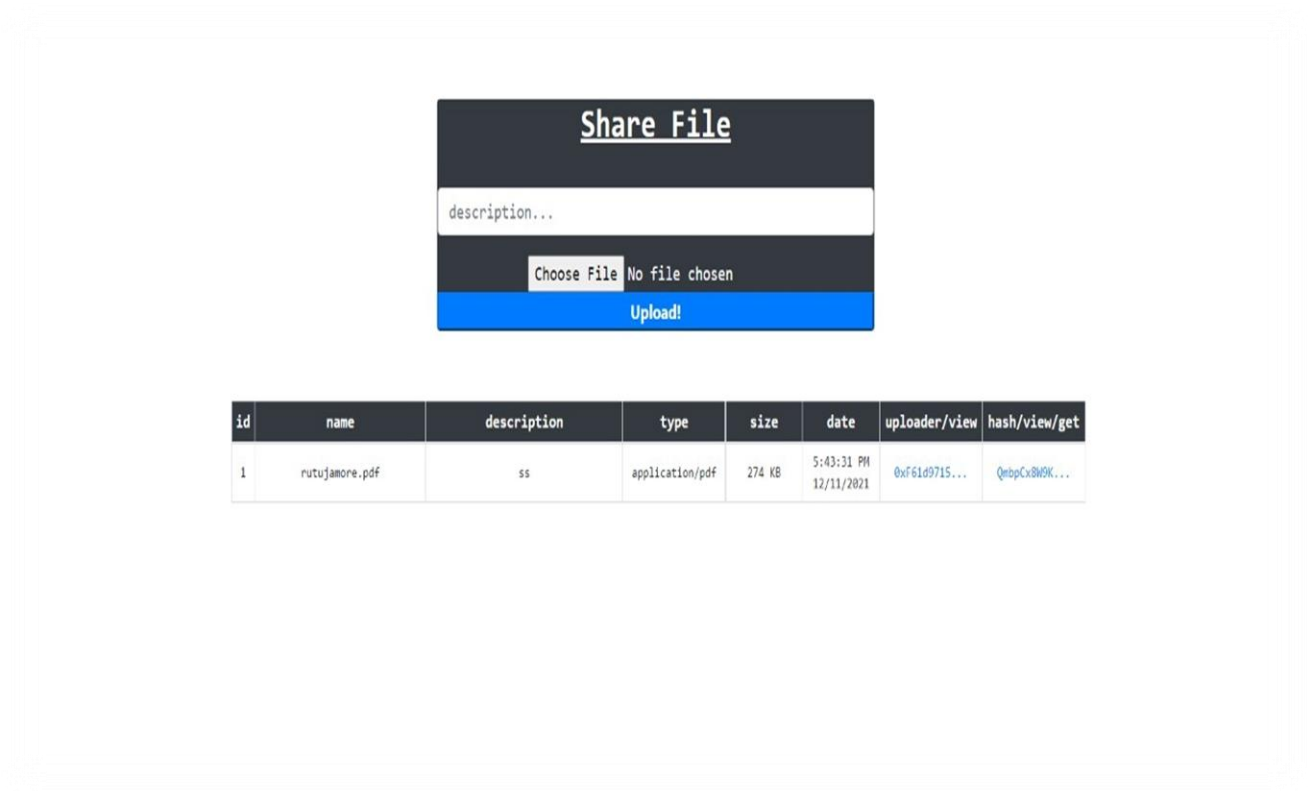 Share File
description...
Choose File No file chosen
Upload!
id name description type size date uploader/view hash/view/get
1 rutujamore.pdf ss application/pdf 274 KB 5:43:31 PM 12/11/2021 0xF61d9715... QmbpCx8W9K...